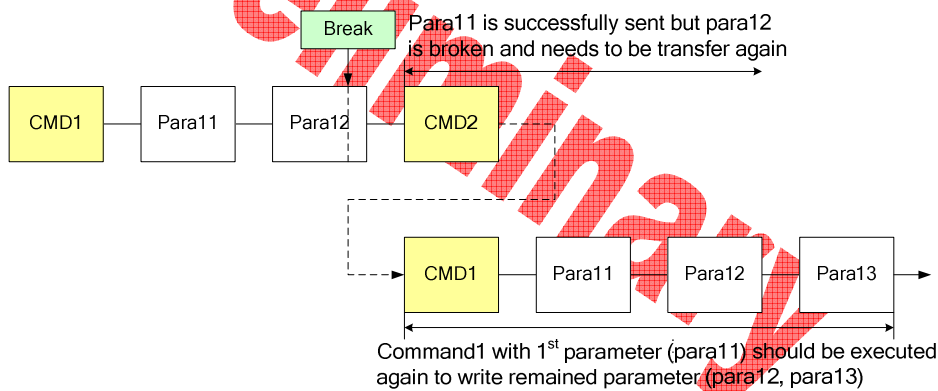 Break
Para11 is successfully sent but para12
is broken and needs to be transfer again
CMD1
Para11
Para12
CMD2
CMD1
Para11
Para12
Para13
Command1 with 1st parameter (para11) should be executed
again to write remained parameter (para12, para13)